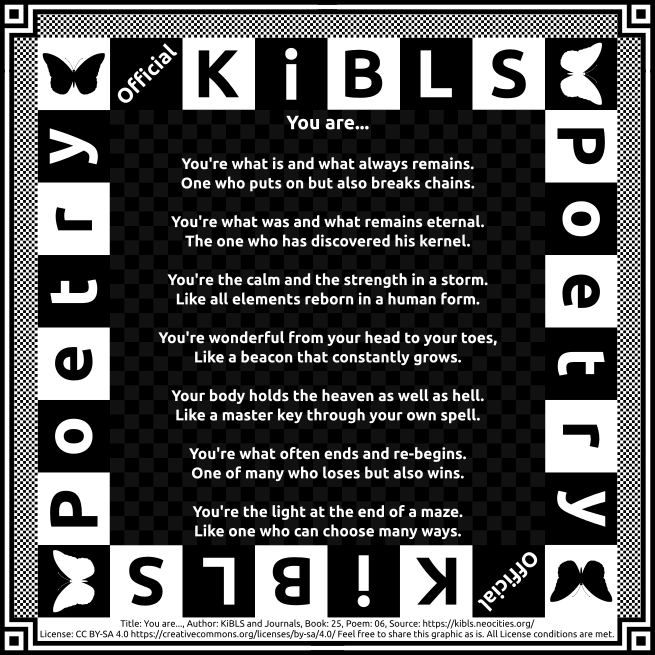 Official KiBLS
Poetry
Poetry
You are...
You're what is and what always remains.
One who puts on but also breaks chains.
You're what was and what remains eternal.
The one who has discovered his kernel.
You're the calm and the strength in a storm.
Like all elements reborn in a human form.
You're wonderful from your head to your toes,
Like a beacon that constantly grows.
Your body holds the heaven as well as hell.
Like a master key through your own spell.
You're what often ends and re-begins.
One of many who loses but also wins.
You're the light at the end of a maze.
Like one who can choose many ways.
Official KiBLS
Title: You are..., Author: KiBLS and Journals, Book: 25, Poem: 06, Source: https://kibls.neocities.org/
License: CC BY-SA 4.0 https://creativecommons.org/licenses/by-sa/4.0/ Feel free to share this graphic as is. All License conditions are met.